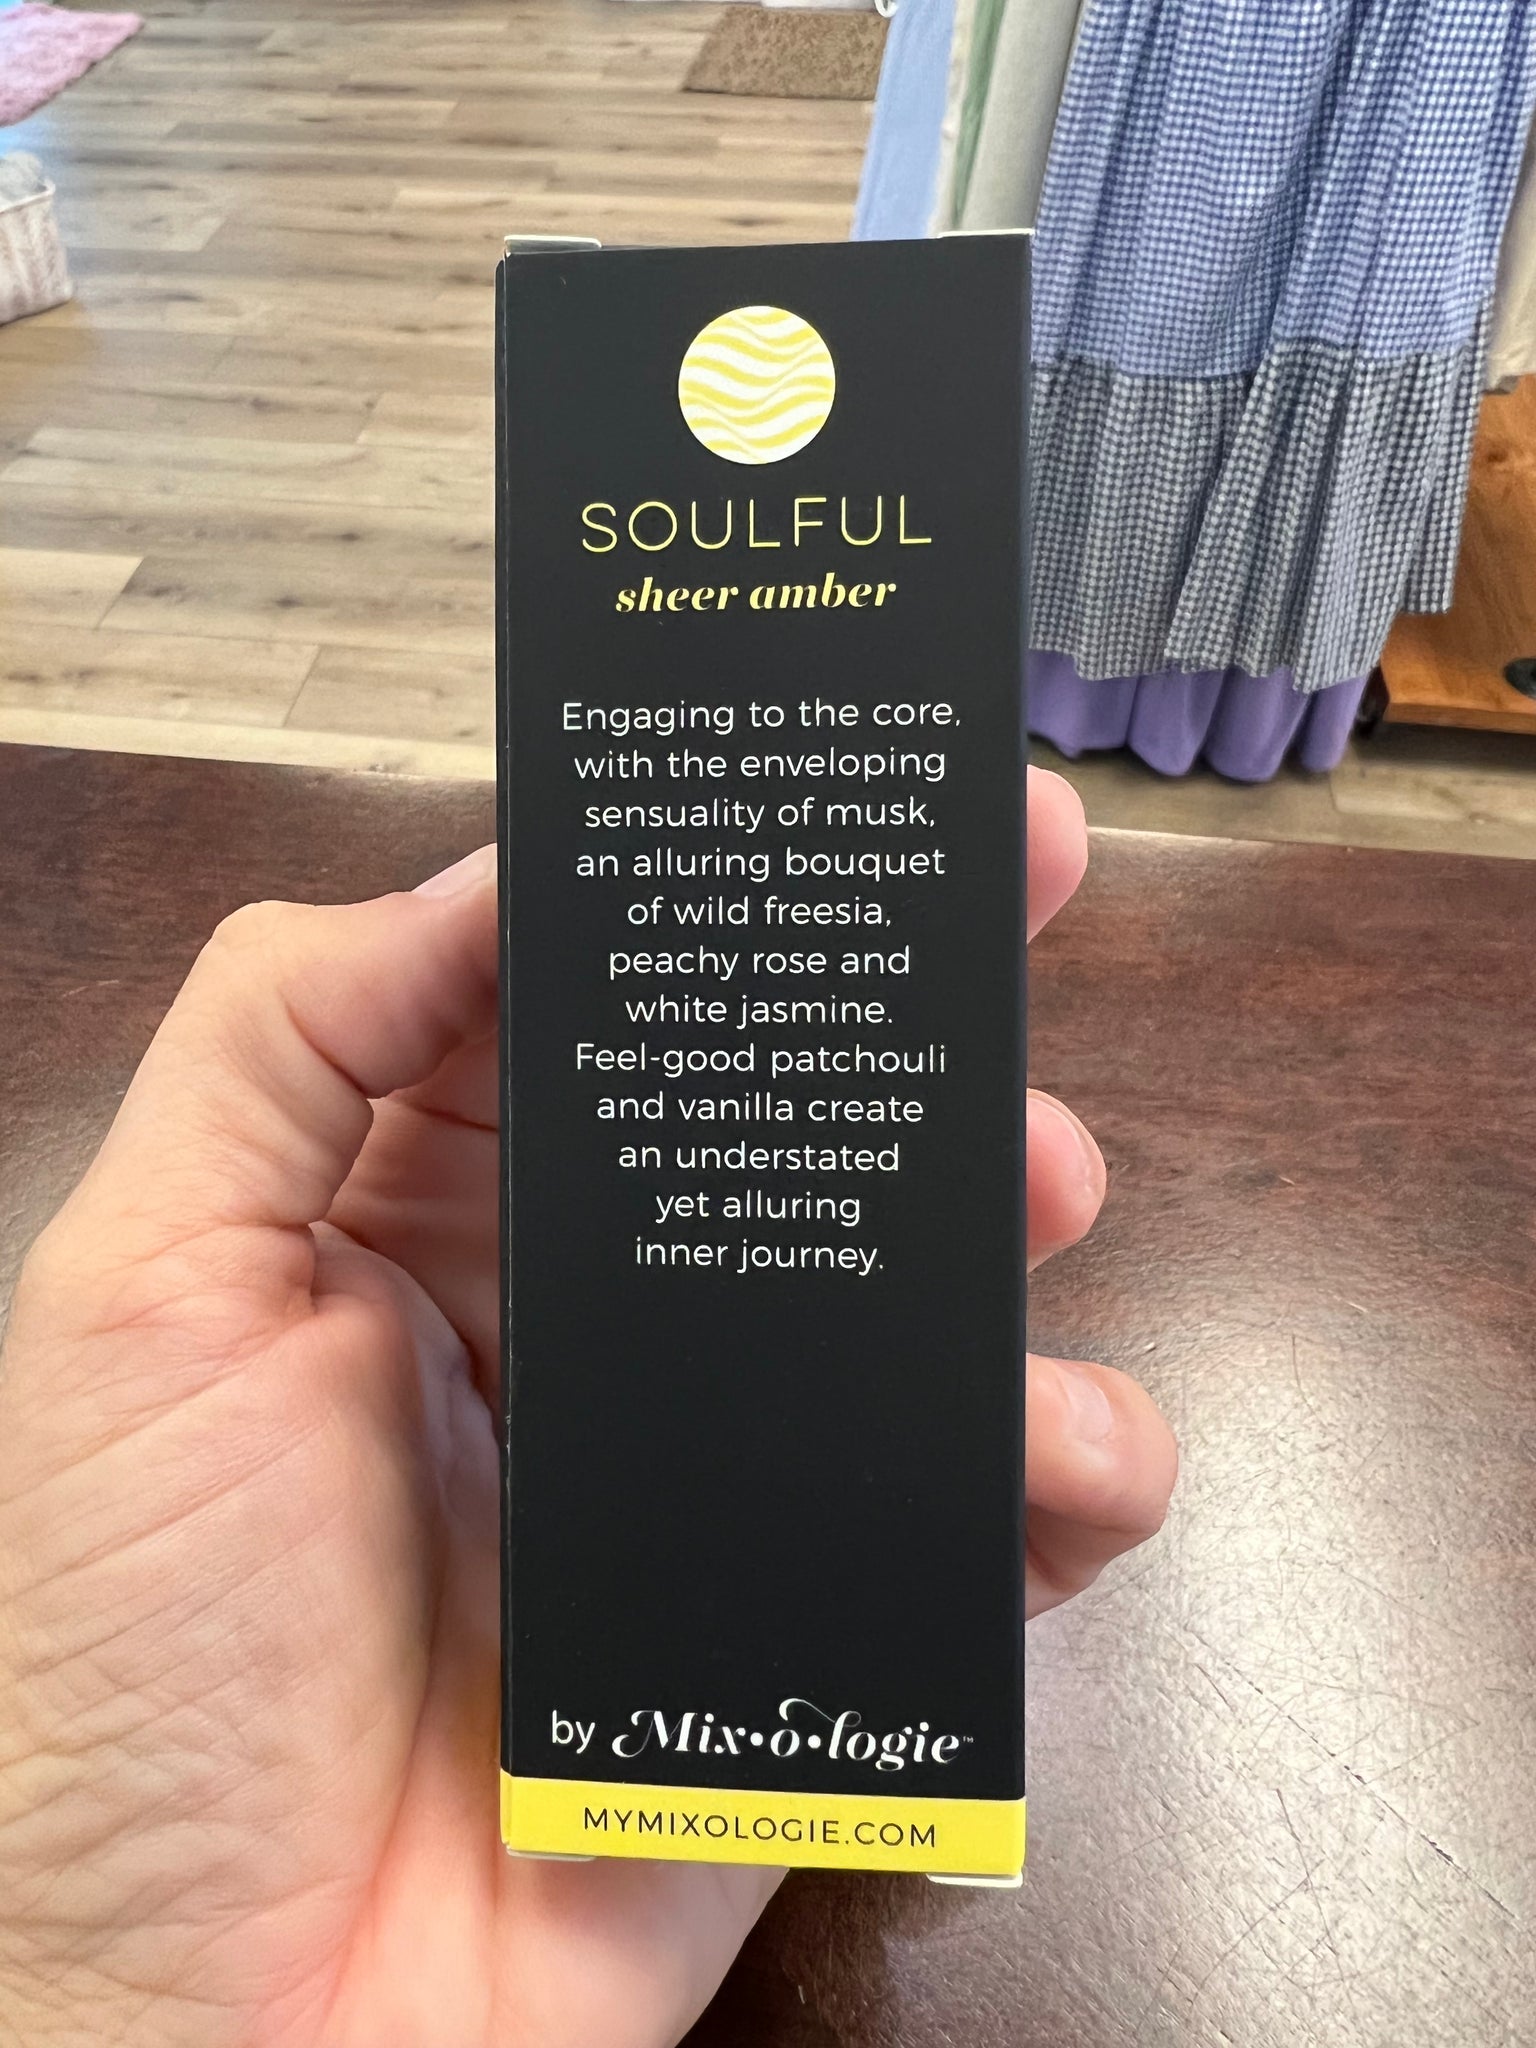 SOULFUL
sheer amber
Engaging to the core,
with the enveloping
sensuality of musk,
an alluring bouquet
of wild freesia,
peachy rose and
white jasmine.
Feel-good patchouli
and vanilla create
an understated
yet alluring
inner journey.
by Mix•o•logie™
MYMIXOLOGIE.COM